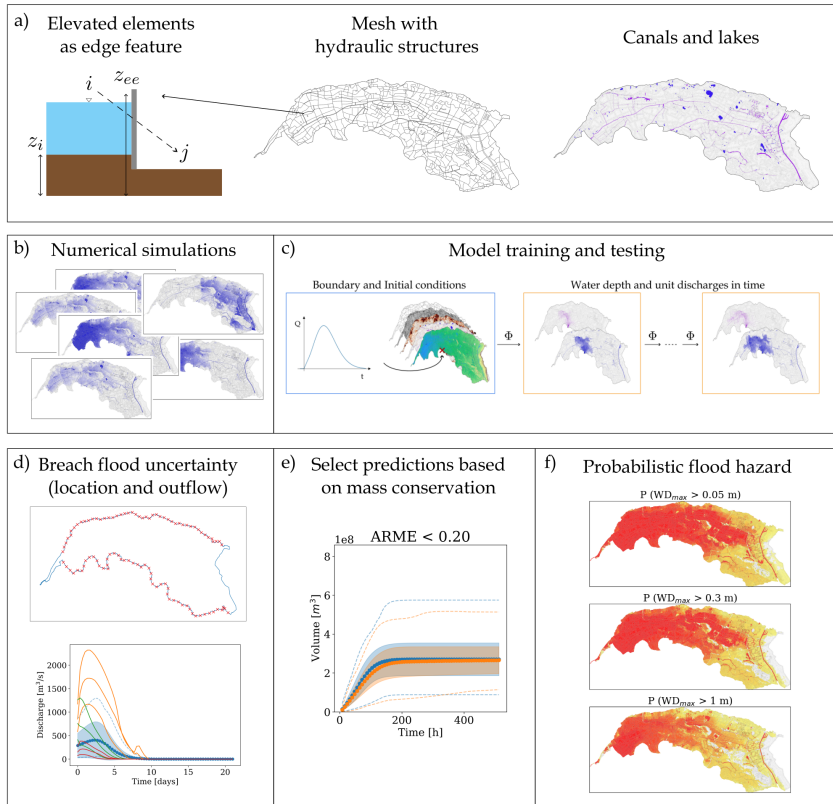 a)
Elevated elements
as edge feature
Mesh with
hydraulic structures
Canals and lakes
z_ee
i
z_i
j
b)
Numerical simulations
c)
Model training and testing
Boundary and Initial conditions
Water depth and unit discharges in time
Q
t
Φ
Φ
.....
Φ
d)
Breach flood uncertainty
(location and outflow)
2000
1500
1000
500
0
Discharge [m³/s]
0
5
10
15
20
Time [days]
e)
Select predictions based
on mass conservation
1e8
ARME < 0.20
8
6
4
2
0
Volume [m³]
0
200
400
Time [h]
f)
Probabilistic flood hazard
P (WD_max > 0.05 m)
P (WD_max > 0.3 m)
P (WD_max > 1 m)